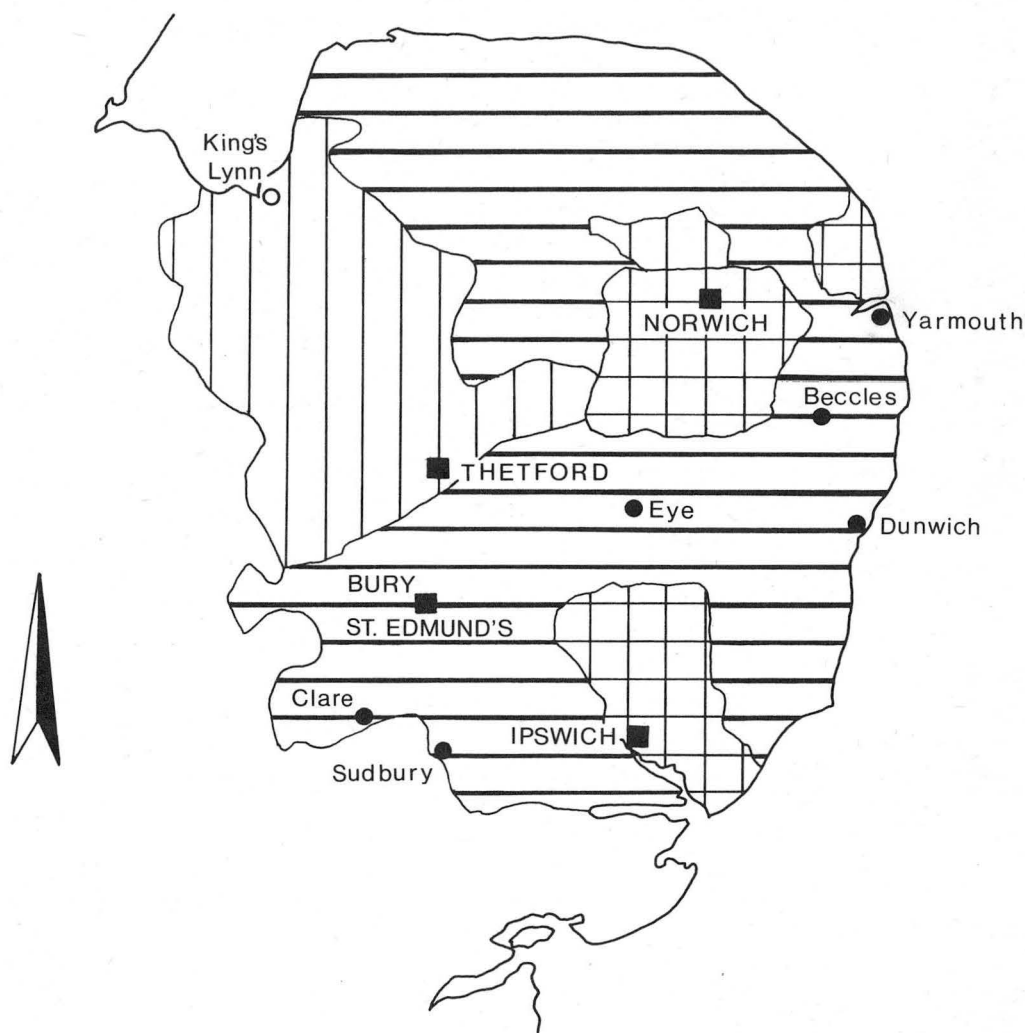 King's
Lynn
NORWICH
Yarmouth
Beccles
THETFORD
Eye
Dunwich
BURY
ST. EDMUND'S
Clare
IPSWICH
Sudbury